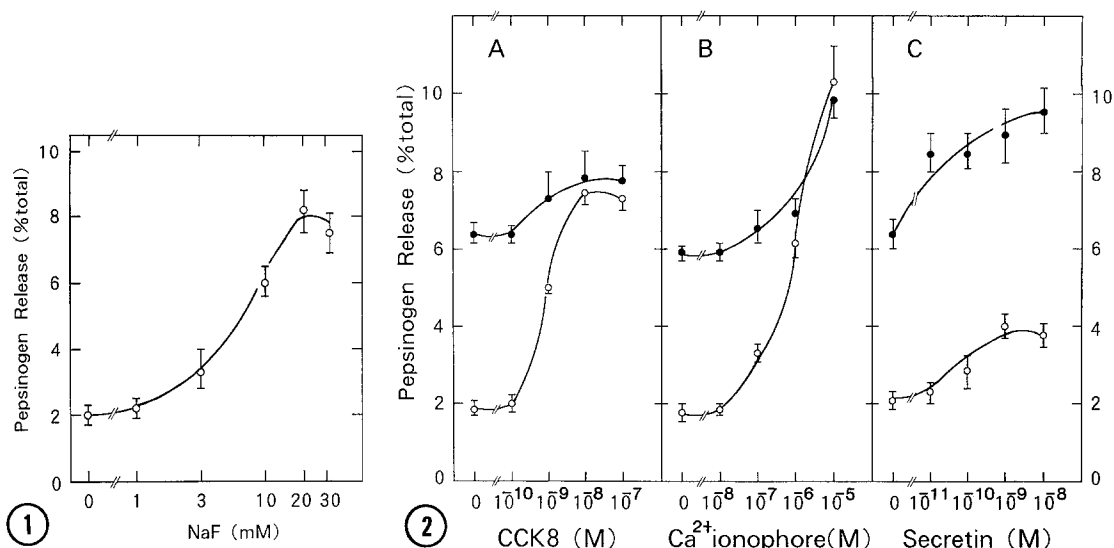 Pepsinogen Release (%total)
10
8
6
4
2
0
0 1 3 10 20 30
NaF (mM)
1
Pepsinogen Release (%total)
10
8
6
4
2
0
A
0 10^-10 10^-9 10^-8 10^-7
CCK8 (M)
B
0 10^-8 10^-7 10^-6 10^-5
Ca2+ionophore(M)
C
0 10^-11 10^-10 10^-9 10^-8
Secretin (M)
10
8
6
4
2
0
2